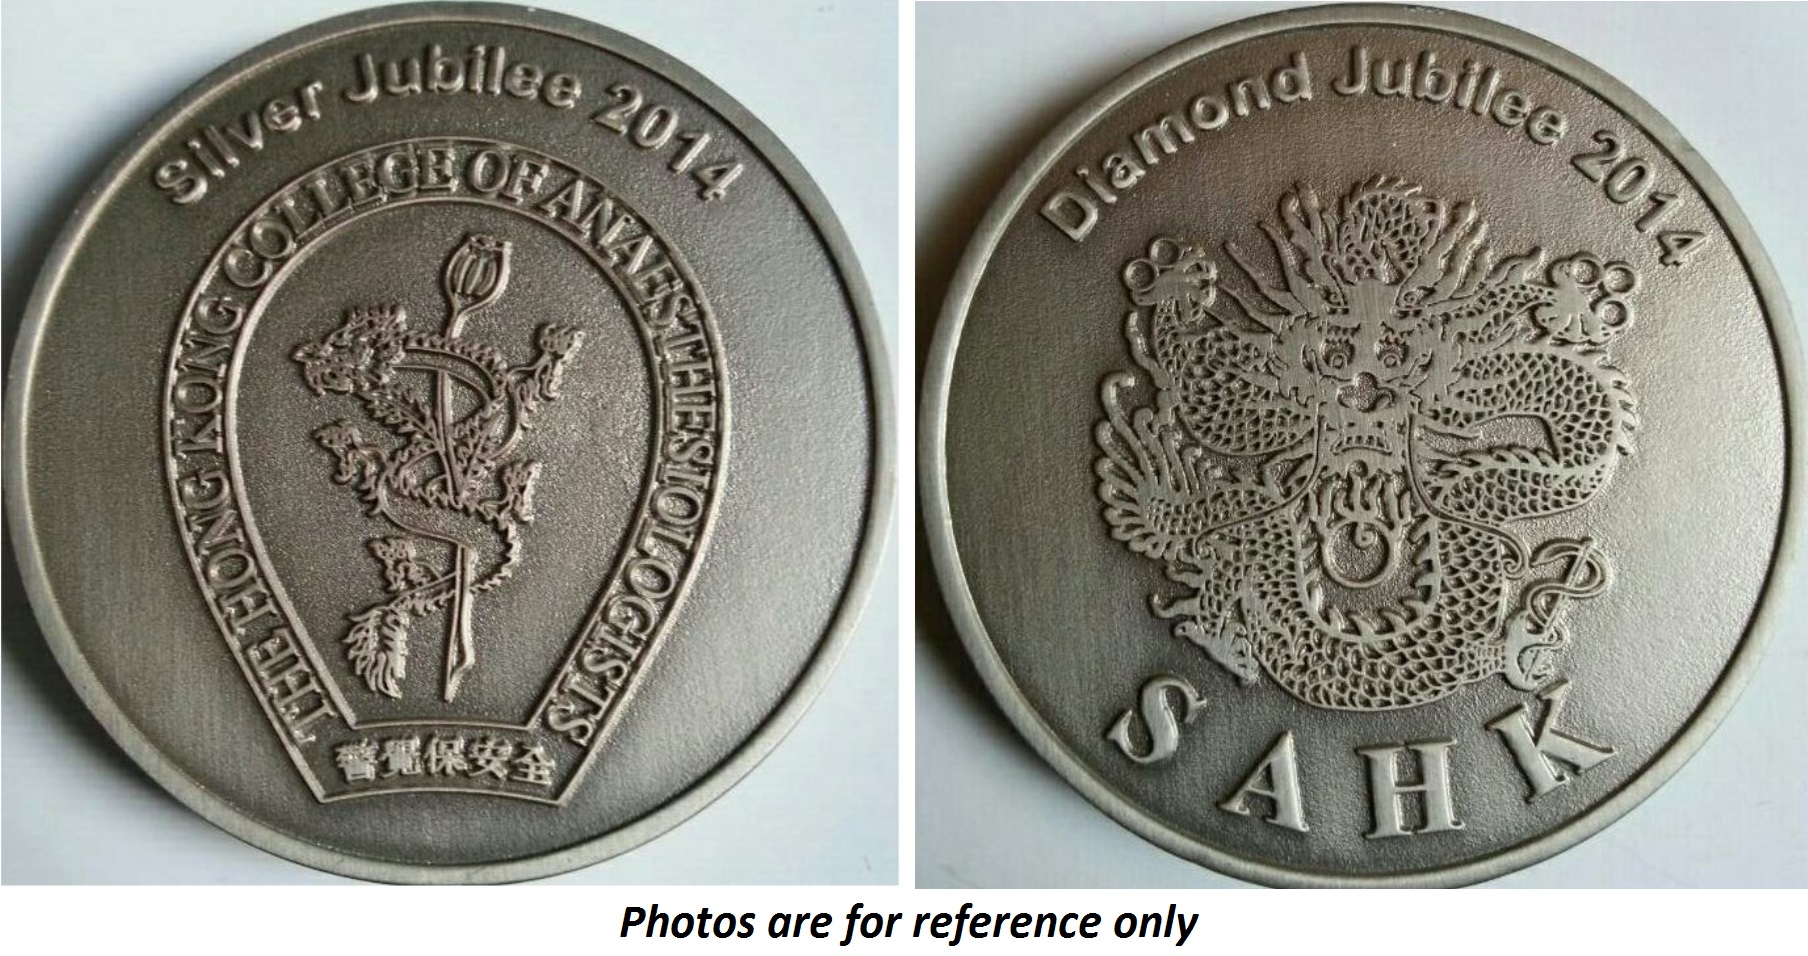 Silver Jubilee 2014
THE HONG KONG COLLEGE OF ANAESTHESIOLOGISTS
警覺保安全
Diamond Jubilee 2014
SAHK
Photos are for reference only